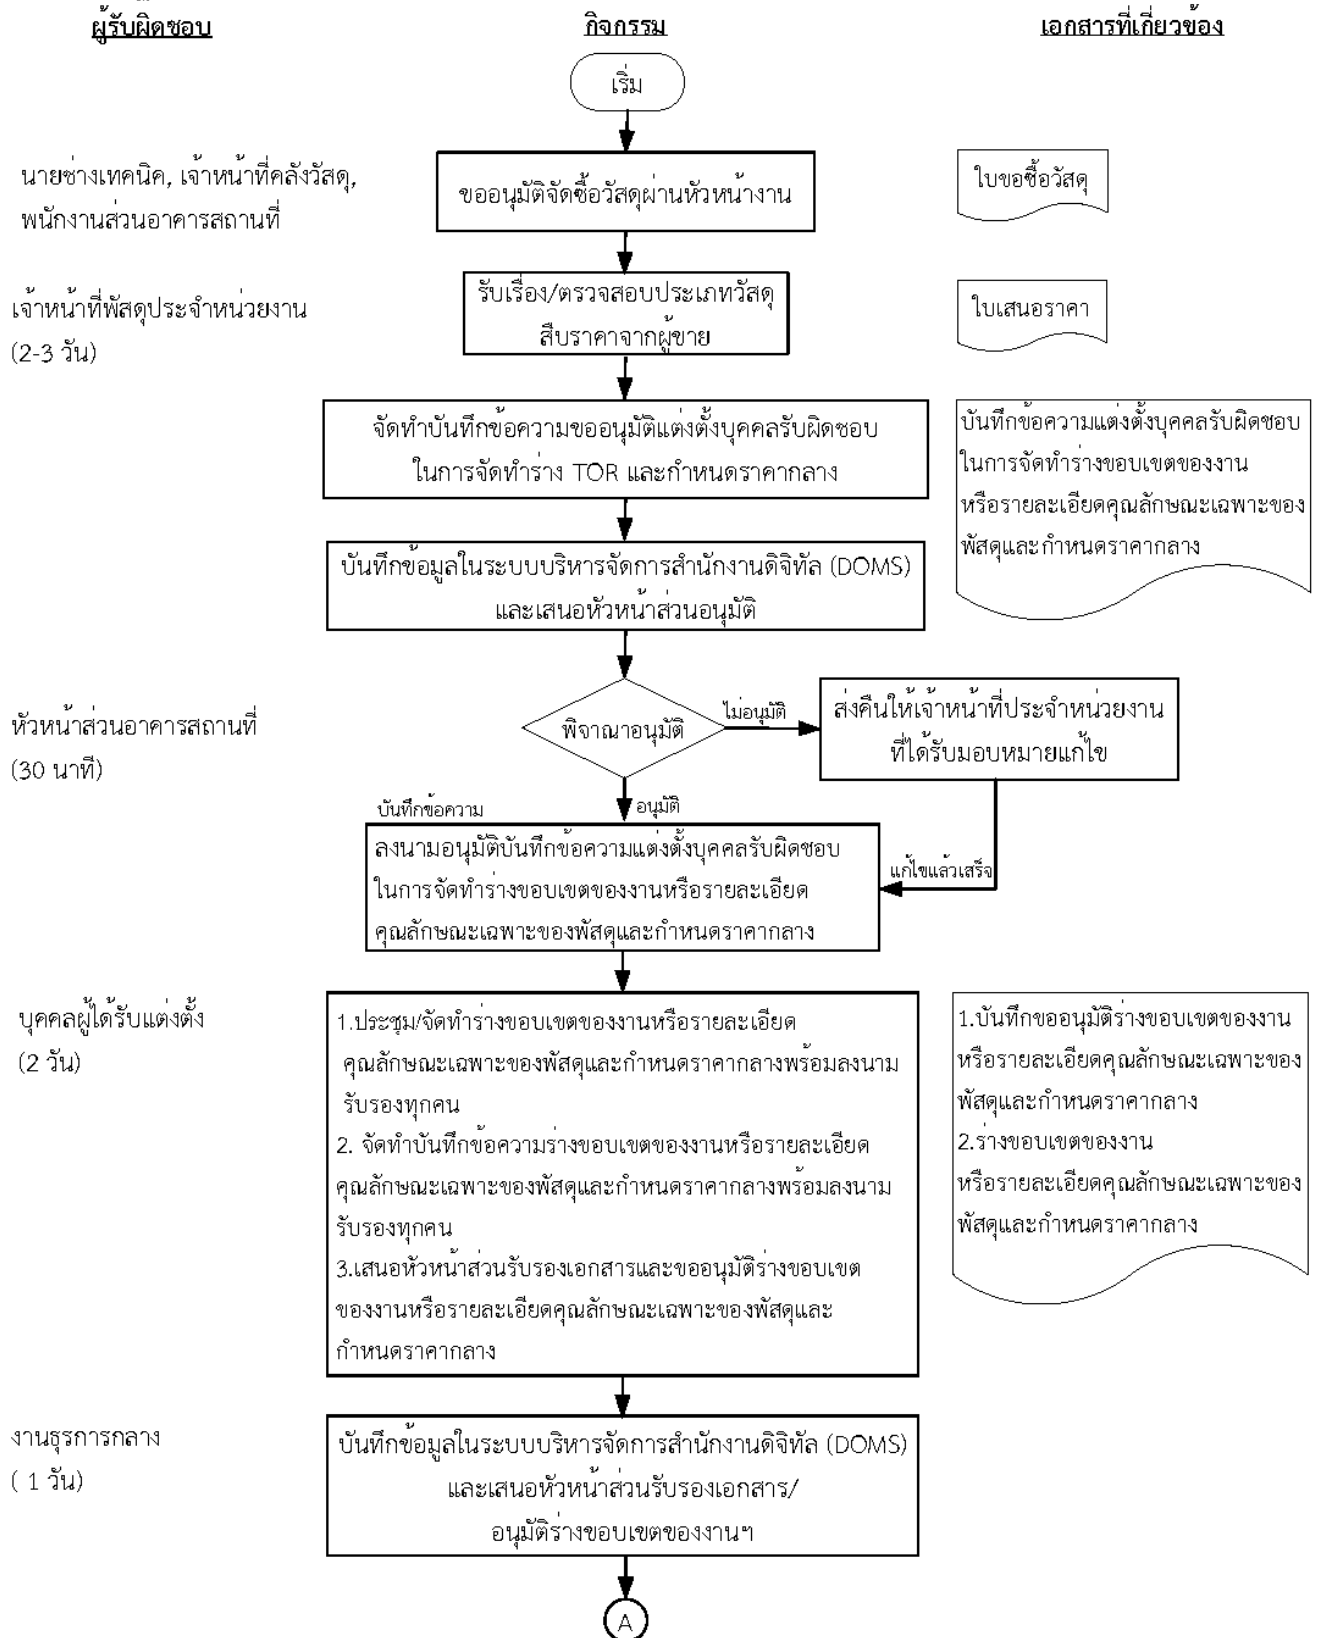 ผู้รับผิดชอบ
กิจกรรม
เอกสารที่เกี่ยวข้อง
เริ่ม
นายช่างเทคนิค, เจ้าหน้าที่คลังวัสดุ,
พนักงานส่วนอาคารสถานที่
ขออนุมัติจัดซื้อวัสดุผ่านหัวหน้างาน
ใบขอซื้อวัสดุ
เจ้าหน้าที่พัสดุประจำหน่วยงาน
(2-3 วัน)
รับเรื่อง/ตรวจสอบประเภทวัสดุ
สืบราคาจากผู้ขาย
ใบเสนอราคา
จัดทำบันทึกข้อความขออนุมัติแต่งตั้งบุคคลรับผิดชอบ
ในการจัดทำร่าง TOR และกำหนดราคากลาง
บันทึกข้อความแต่งตั้งบุคคลรับผิดชอบ
ในการจัดทำร่างขอบเขตของงาน
หรือรายละเอียดคุณลักษณะเฉพาะของ
พัสดุและกำหนดราคากลาง
บันทึกข้อมูลในระบบบริหารจัดการสำนักงานดิจิทัล (DOMS)
และเสนอหัวหน้าส่วนอนุมัติ
หัวหน้าส่วนอาคารสถานที่
(30 นาที)
พิจาณาอนุมัติ
ไม่อนุมัติ
ส่งคืนให้เจ้าหน้าที่ประจำหน่วยงาน
ที่ได้รับมอบหมายแก้ไข
บันทึกข้อความ
อนุมัติ
ลงนามอนุมัติบันทึกข้อความแต่งตั้งบุคคลรับผิดชอบ
ในการจัดทำร่างขอบเขตของงานหรือรายละเอียด
คุณลักษณะเฉพาะของพัสดุและกำหนดราคากลาง
แก้ไขแล้วเสร็จ
บุคคลผู้ได้รับแต่งตั้ง
(2 วัน)
1.ประชุม/จัดทำร่างขอบเขตของงานหรือรายละเอียด
คุณลักษณะเฉพาะของพัสดุและกำหนดราคากลางพร้อมลงนาม
รับรองทุกคน
2. จัดทำบันทึกข้อความร่างขอบเขตของงานหรือรายละเอียด
คุณลักษณะเฉพาะของพัสดุและกำหนดราคากลางพร้อมลงนาม
รับรองทุกคน
3.เสนอหัวหน้าส่วนรับรองเอกสารและขออนุมัติร่างขอบเขต
ของงานหรือรายละเอียดคุณลักษณะเฉพาะของพัสดุและ
กำหนดราคากลาง
1.บันทึกขออนุมัติร่างขอบเขตของงาน
หรือรายละเอียดคุณลักษณะเฉพาะของ
พัสดุและกำหนดราคากลาง
2.ร่างขอบเขตของงาน
หรือรายละเอียดคุณลักษณะเฉพาะของ
พัสดุและกำหนดราคากลาง
งานธุรการกลาง
( 1 วัน)
บันทึกข้อมูลในระบบบริหารจัดการสำนักงานดิจิทัล (DOMS)
และเสนอหัวหน้าส่วนรับรองเอกสาร/
อนุมัติร่างขอบเขตของงานฯ
A